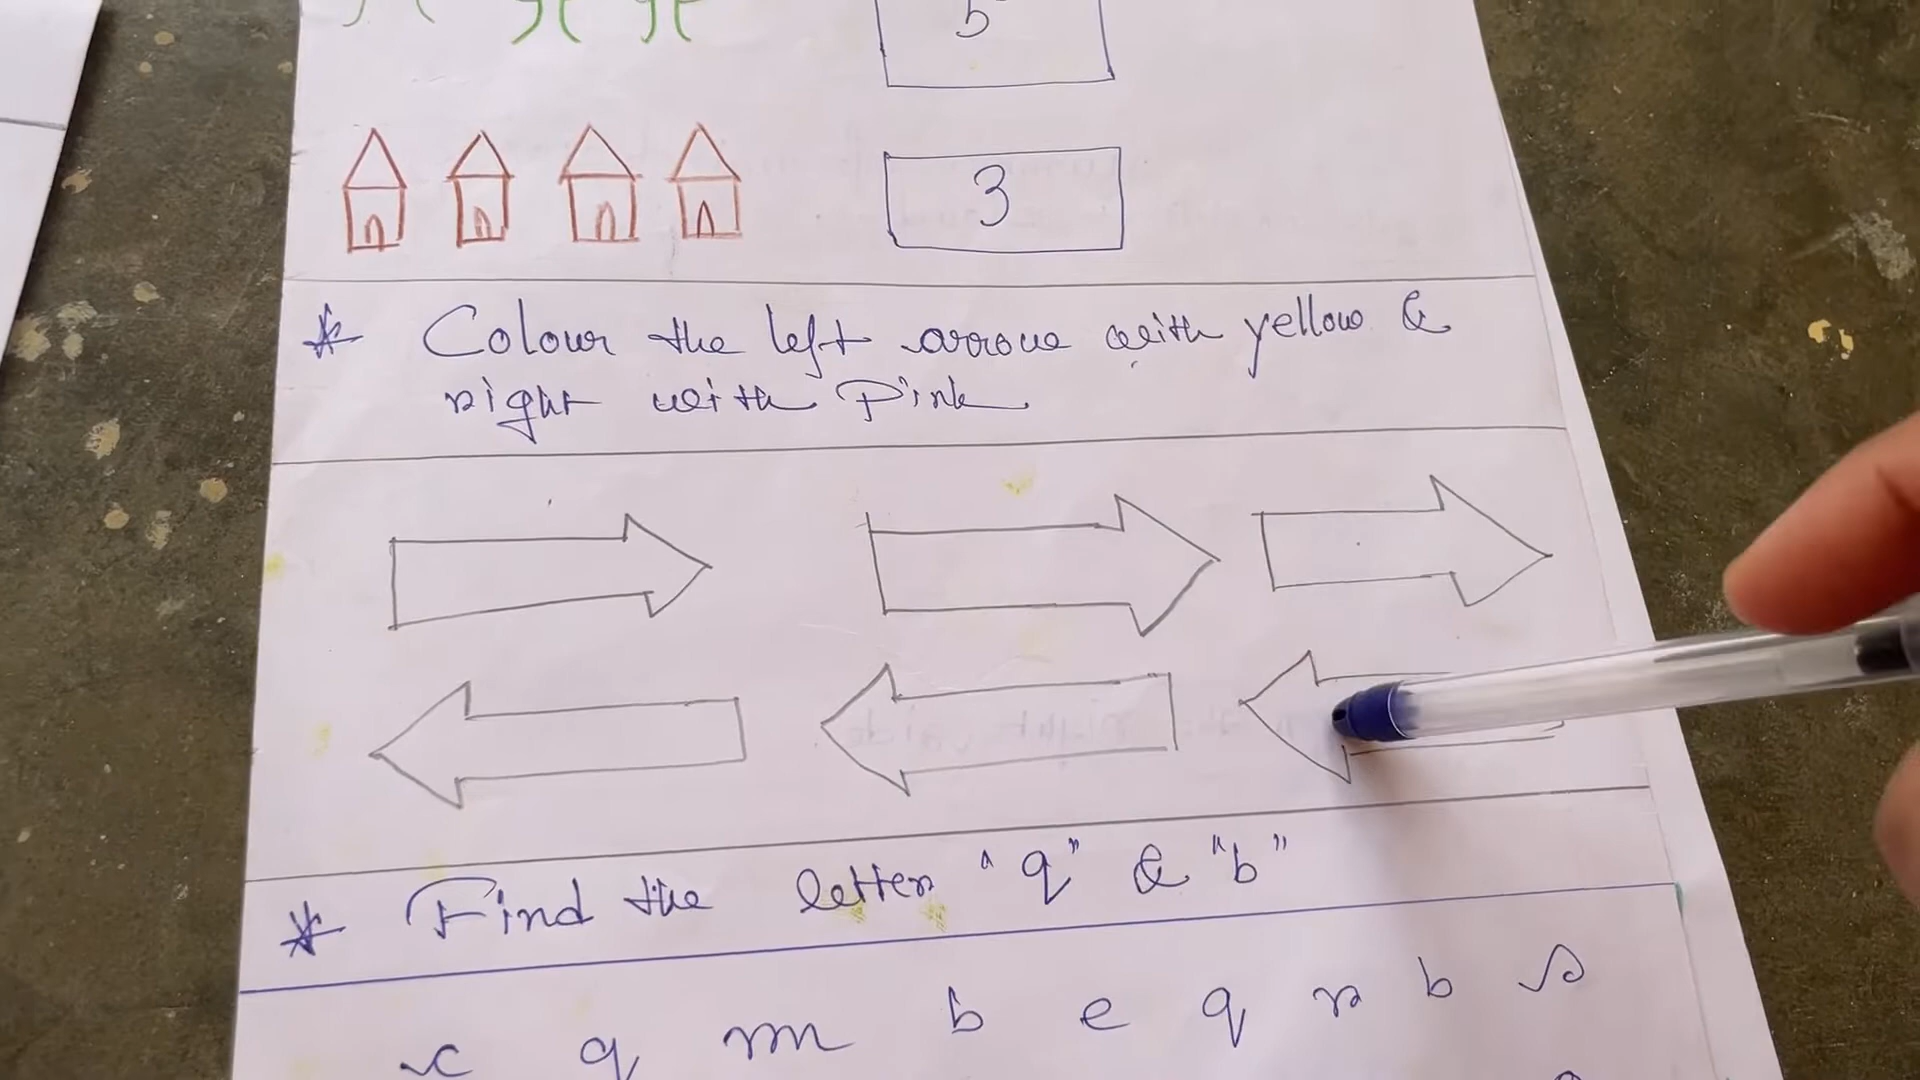 5
3
* Colour the left arrow with yellow &
right with Pink
* Find the letter "q" & "b"
c q m b e q r b s